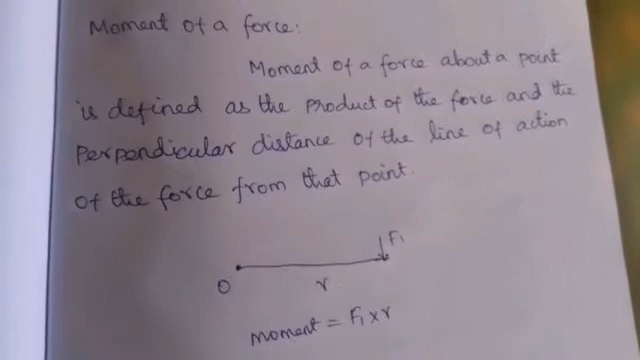 Moment of a force:
Moment of a force about a point
is defined as the product of the force and the
perpendicular distance of the line of action
of the force from that point.
F₁
O
r
moment = F₁ × r